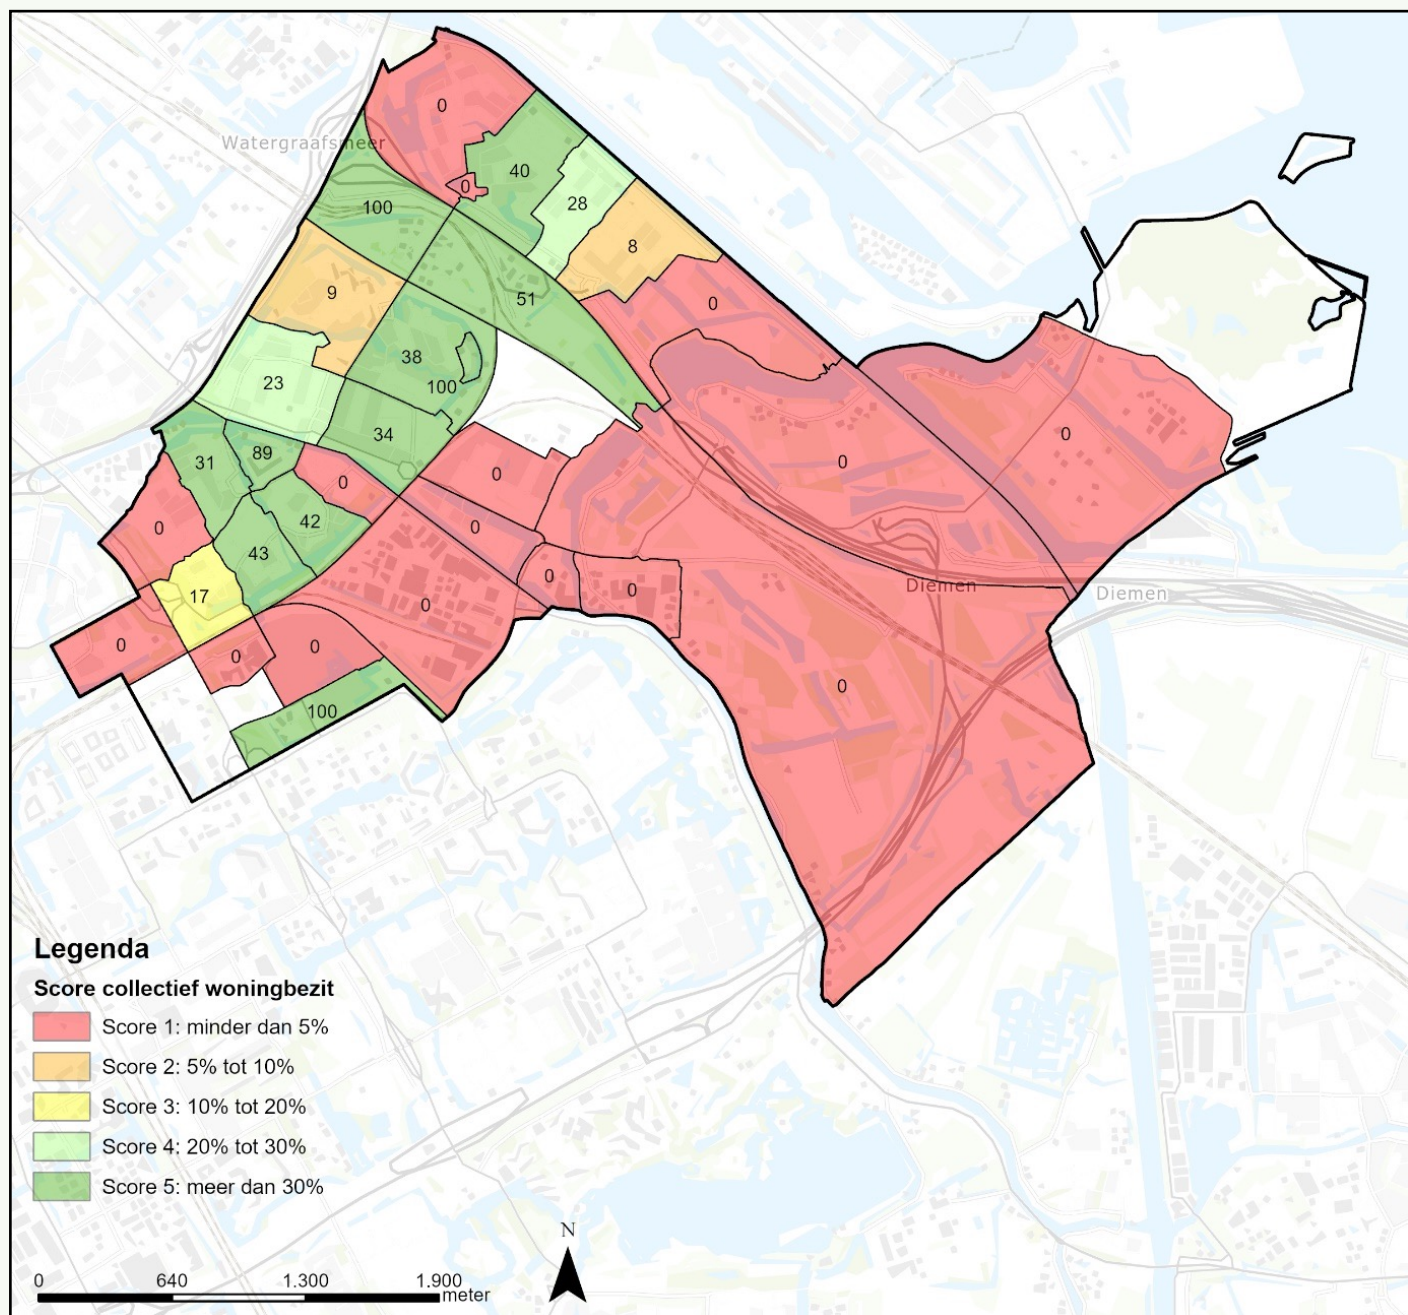 0
Watergraafsmeer
40
0
28
100
8
9
51
0
38
23
100
34
0
89
31
0
0
0
42
0
0
43
0
Diemen
0
Diemen
17
0
0
0
0
0
100
Legenda
Score collectief woningbezit
Score 1: minder dan 5%
Score 2: 5% tot 10%
Score 3: 10% tot 20%
Score 4: 20% tot 30%
Score 5: meer dan 30%
N
0 640 1.300 1.900
meter